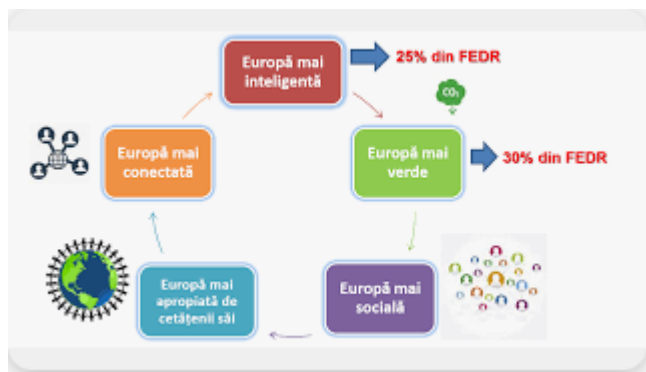 Europă mai
inteligentă
25% din FEDR
CO₂
Europă mai
conectată
Europă mai
verde
30% din FEDR
Europă mai
apropiată de
cetățenii săi
Europă mai
socială